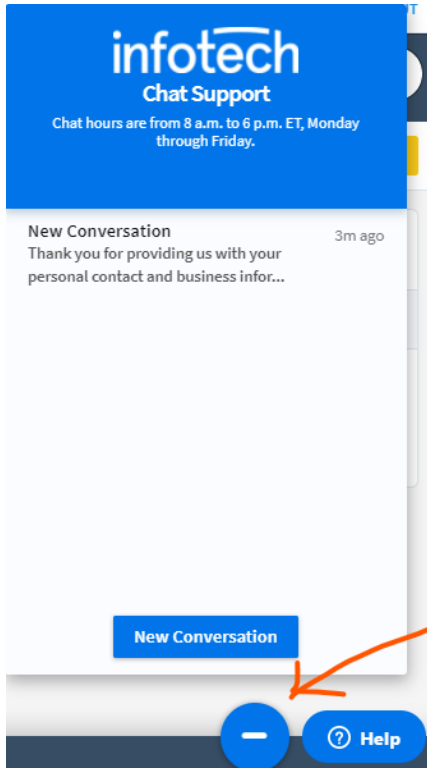 infotech
Chat Support
Chat hours are from 8 a.m. to 6 p.m. ET, Monday
through Friday.
New Conversation
3m ago
Thank you for providing us with your
personal contact and business infor...
New Conversation
Help